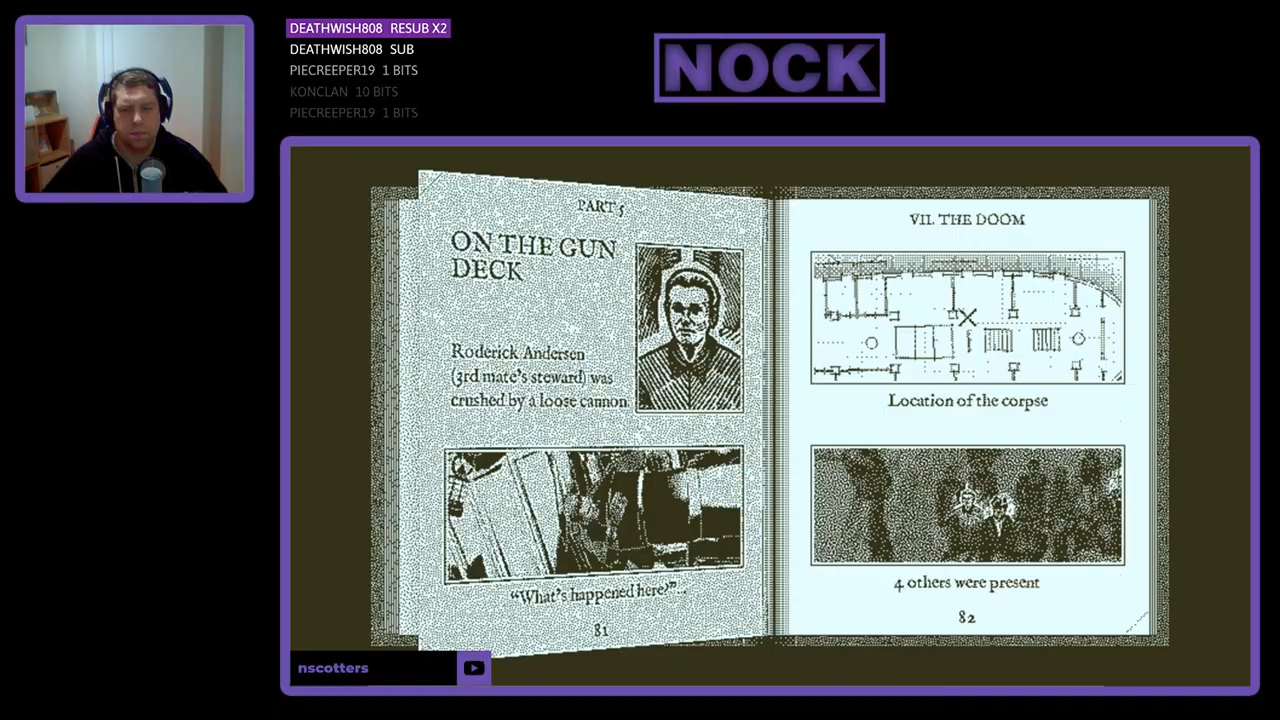 DEATHWISH808 RESUB X2
DEATHWISH808 SUB
PIECREEPER19 1 BITS
KONCLAN 10 BITS
PIECREEPER19 1 BITS
NOCK
PART 5
ON THE GUN
DECK
Roderick Andersen
(3rd mate's steward) was
crushed by a loose cannon
"What's happened here?"...
81
VII. THE DOOM
Location of the corpse
4 others were present
82
nscotters